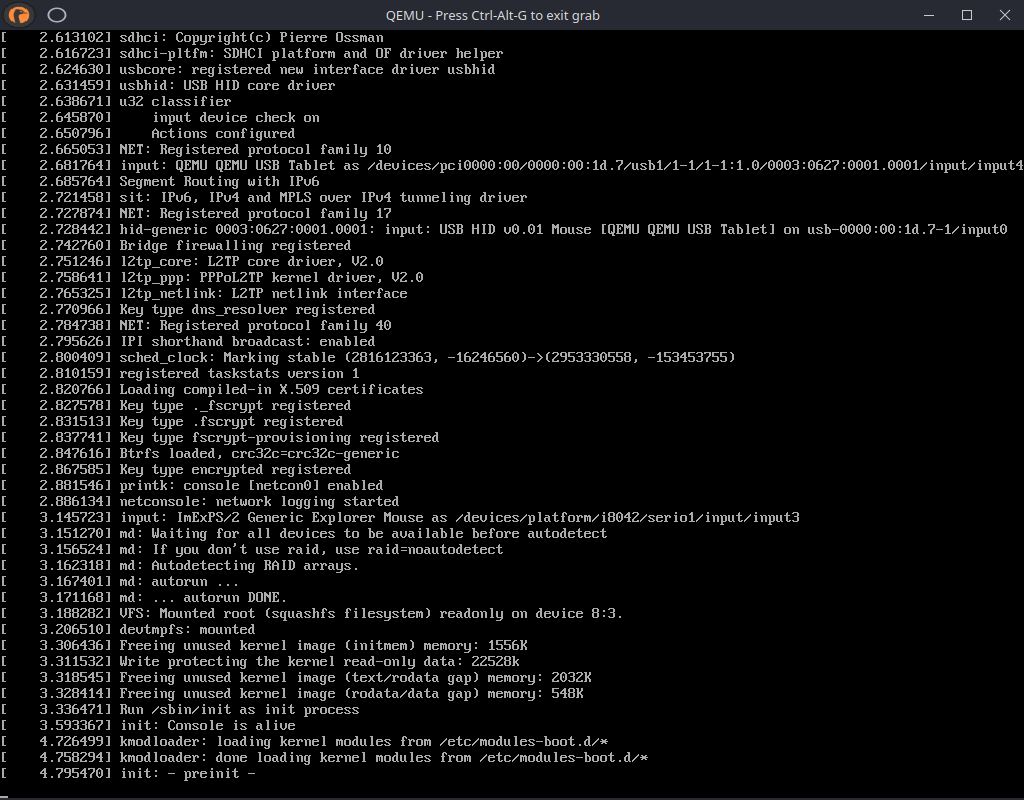 QEMU - Press Ctrl-Alt-G to exit grab
[    2.613102] sdhci: Copyright(c) Pierre Ossman
[    2.616723] sdhci-pltfm: SDHCI platform and OF driver helper
[    2.624630] usbcore: registered new interface driver usbhid
[    2.631459] usbhid: USB HID core driver
[    2.638671] u32 classifier
[    2.645870]     input device check on
[    2.650796]     Actions configured
[    2.665053] NET: Registered protocol family 10
[    2.681764] input: QEMU QEMU USB Tablet as /devices/pci0000:00/0000:00:1d.7/usb1/1-1/1-1:1.0/0003:0627:0001.0001/input/input4
[    2.685764] Segment Routing with IPv6
[    2.721458] sit: IPv6, IPv4 and MPLS over IPv4 tunneling driver
[    2.727874] NET: Registered protocol family 17
[    2.728442] hid-generic 0003:0627:0001.0001: input: USB HID v0.01 Mouse [QEMU QEMU USB Tablet] on usb-0000:00:1d.7-1/input0
[    2.742760] Bridge firewalling registered
[    2.751246] l2tp_core: L2TP core driver, V2.0
[    2.758641] l2tp_ppp: PPPoL2TP kernel driver, V2.0
[    2.765325] l2tp_netlink: L2TP netlink interface
[    2.770966] Key type dns_resolver registered
[    2.784738] NET: Registered protocol family 40
[    2.795626] IPI shorthand broadcast: enabled
[    2.800409] sched_clock: Marking stable (2816123363, -16246560)->(2953330558, -153453755)
[    2.810159] registered taskstats version 1
[    2.820766] Loading compiled-in X.509 certificates
[    2.827578] Key type ._fscrypt registered
[    2.831513] Key type .fscrypt registered
[    2.837741] Key type fscrypt-provisioning registered
[    2.847616] Btrfs loaded, crc32c=crc32c-generic
[    2.867585] Key type encrypted registered
[    2.881546] printk: console [netcon0] enabled
[    2.886134] netconsole: network logging started
[    3.145723] input: ImExPS/2 Generic Explorer Mouse as /devices/platform/i8042/serio1/input/input3
[    3.151270] md: Waiting for all devices to be available before autodetect
[    3.156524] md: If you don't use raid, use raid=noautodetect
[    3.162318] md: Autodetecting RAID arrays.
[    3.167401] md: autorun ...
[    3.171168] md: ... autorun DONE.
[    3.188282] VFS: Mounted root (squashfs filesystem) readonly on device 8:3.
[    3.206510] devtmpfs: mounted
[    3.306436] Freeing unused kernel image (initmem) memory: 1556K
[    3.311532] Write protecting the kernel read-only data: 22528k
[    3.318545] Freeing unused kernel image (text/rodata gap) memory: 2032K
[    3.328414] Freeing unused kernel image (rodata/data gap) memory: 548K
[    3.336471] Run /sbin/init as init process
[    3.593367] init: Console is alive
[    4.726499] kmodloader: loading kernel modules from /etc/modules-boot.d/*
[    4.758294] kmodloader: done loading kernel modules from /etc/modules-boot.d/*
[    4.795470] init: - preinit -